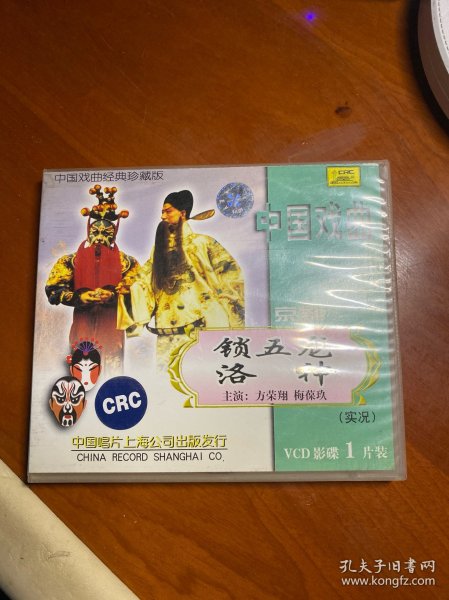 中国戏曲经典珍藏版
CRC
中国戏曲
京剧
锁五龙
洛神
主演：方荣翔 梅葆玖
（实况）
CRC
中国唱片上海公司出版发行
CHINA RECORD SHANGHAI CO.
VCD影碟1片装
孔夫子旧书网
www.kongfz.com